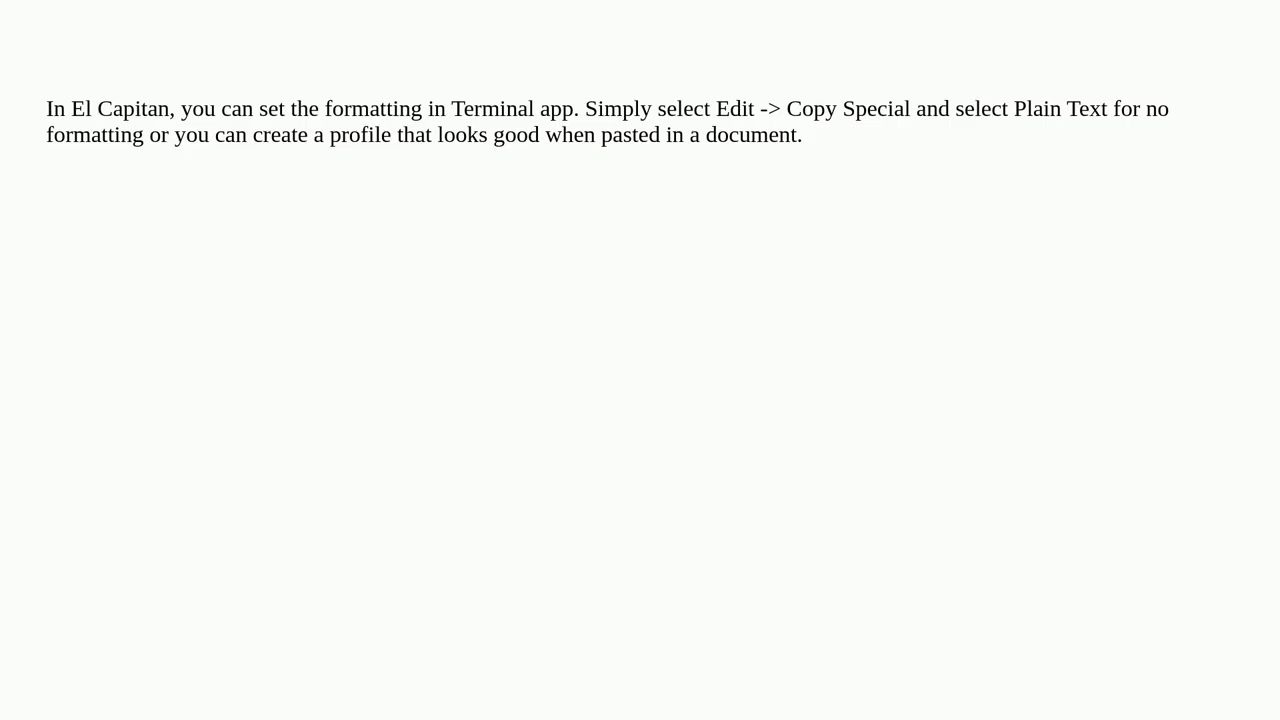 In El Capitan, you can set the formatting in Terminal app. Simply select Edit -> Copy Special and select Plain Text for no
formatting or you can create a profile that looks good when pasted in a document.